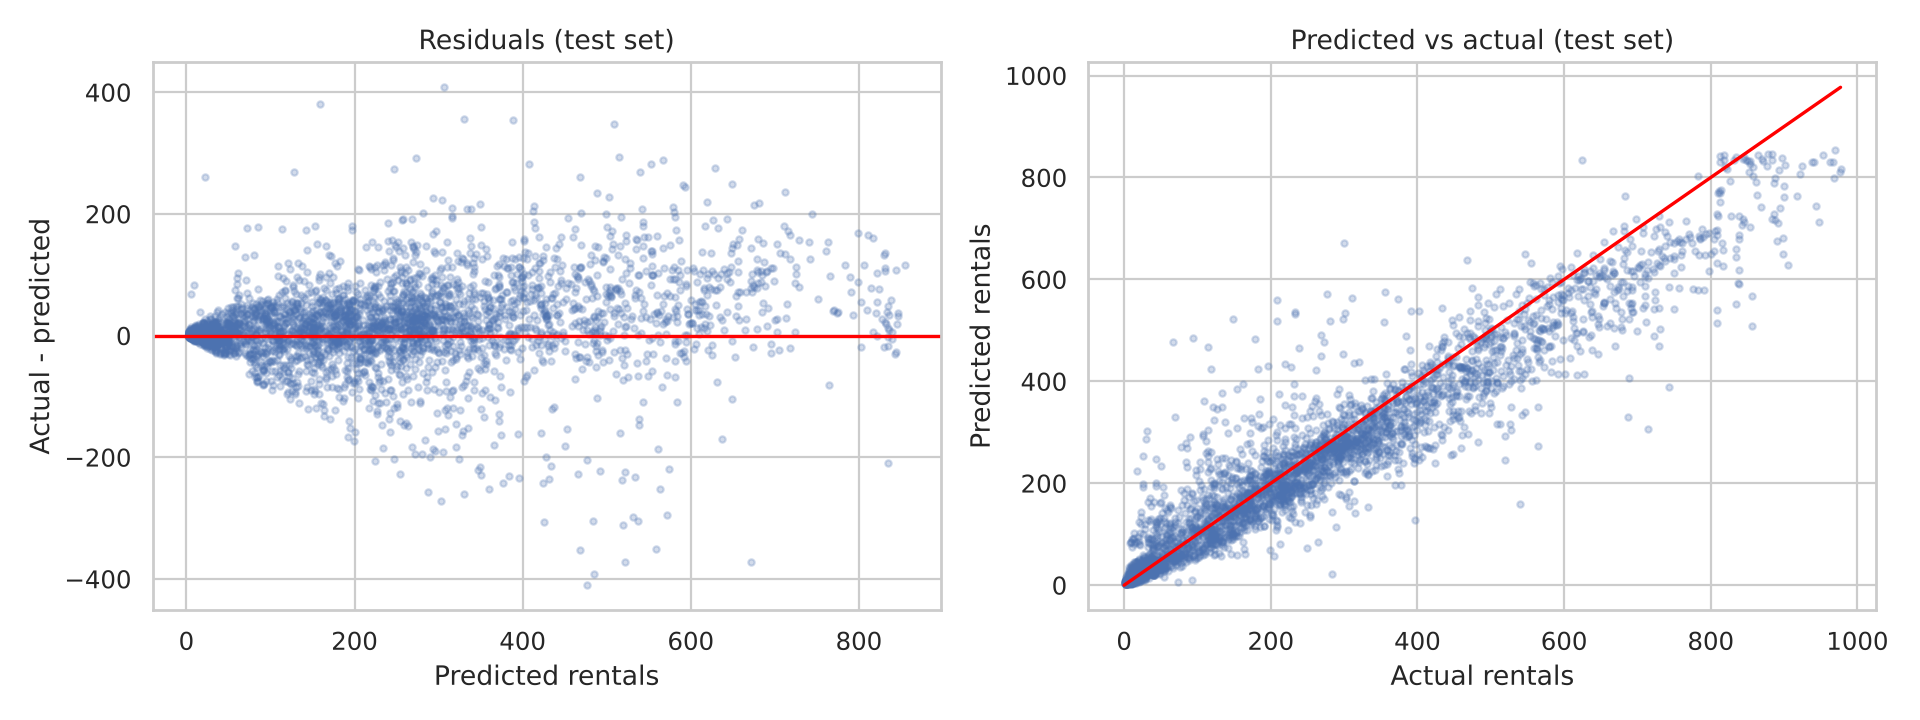 Residuals (test set)
Actual - predicted
400
200
0
−200
−400
0 200 400 600 800
Predicted rentals
Predicted vs actual (test set)
Predicted rentals
1000
800
600
400
200
0
0 200 400 600 800 1000
Actual rentals